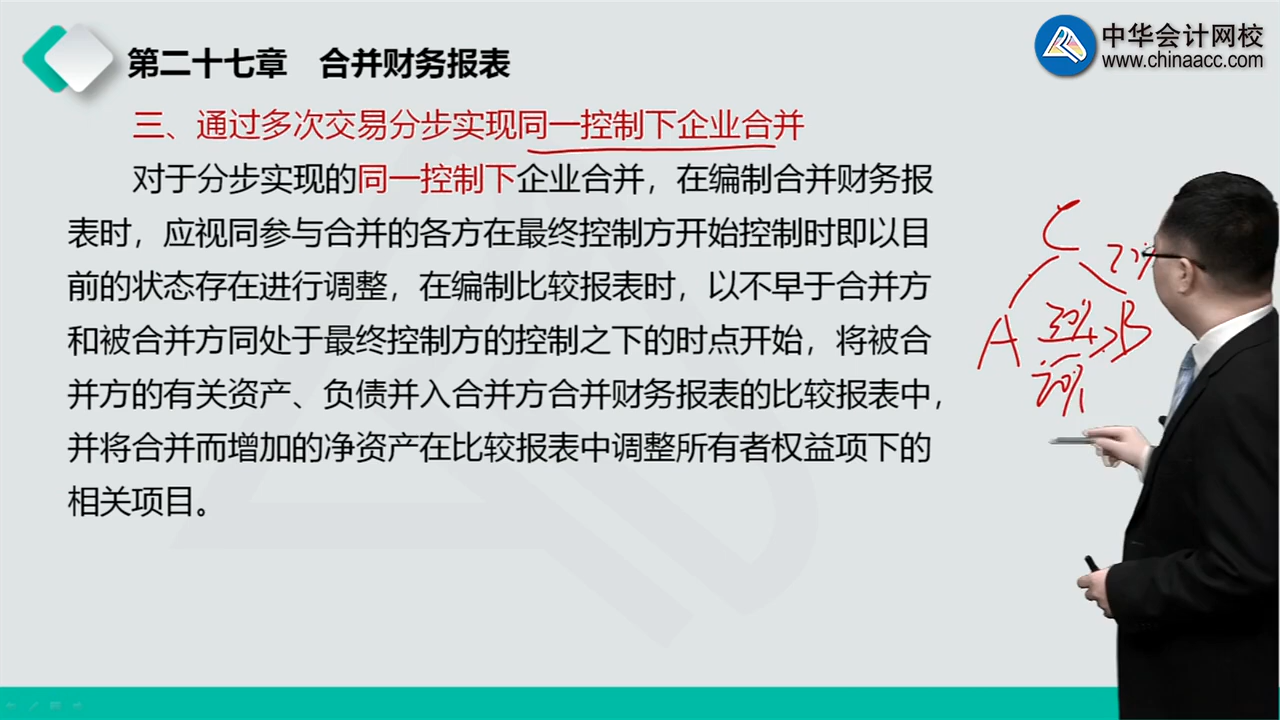 中华会计网校
www.chinaacc.com
第二十七章 合并财务报表
三、通过多次交易分步实现同一控制下企业合并
对于分步实现的同一控制下企业合并，在编制合并财务报
表时，应视同参与合并的各方在最终控制方开始控制时即以目
前的状态存在进行调整，在编制比较报表时，以不早于合并方
和被合并方同处于最终控制方的控制之下的时点开始，将被合
并方的有关资产、负债并入合并方合并财务报表的比较报表中，
并将合并而增加的净资产在比较报表中调整所有者权益项下的
相关项目。
C
A
B